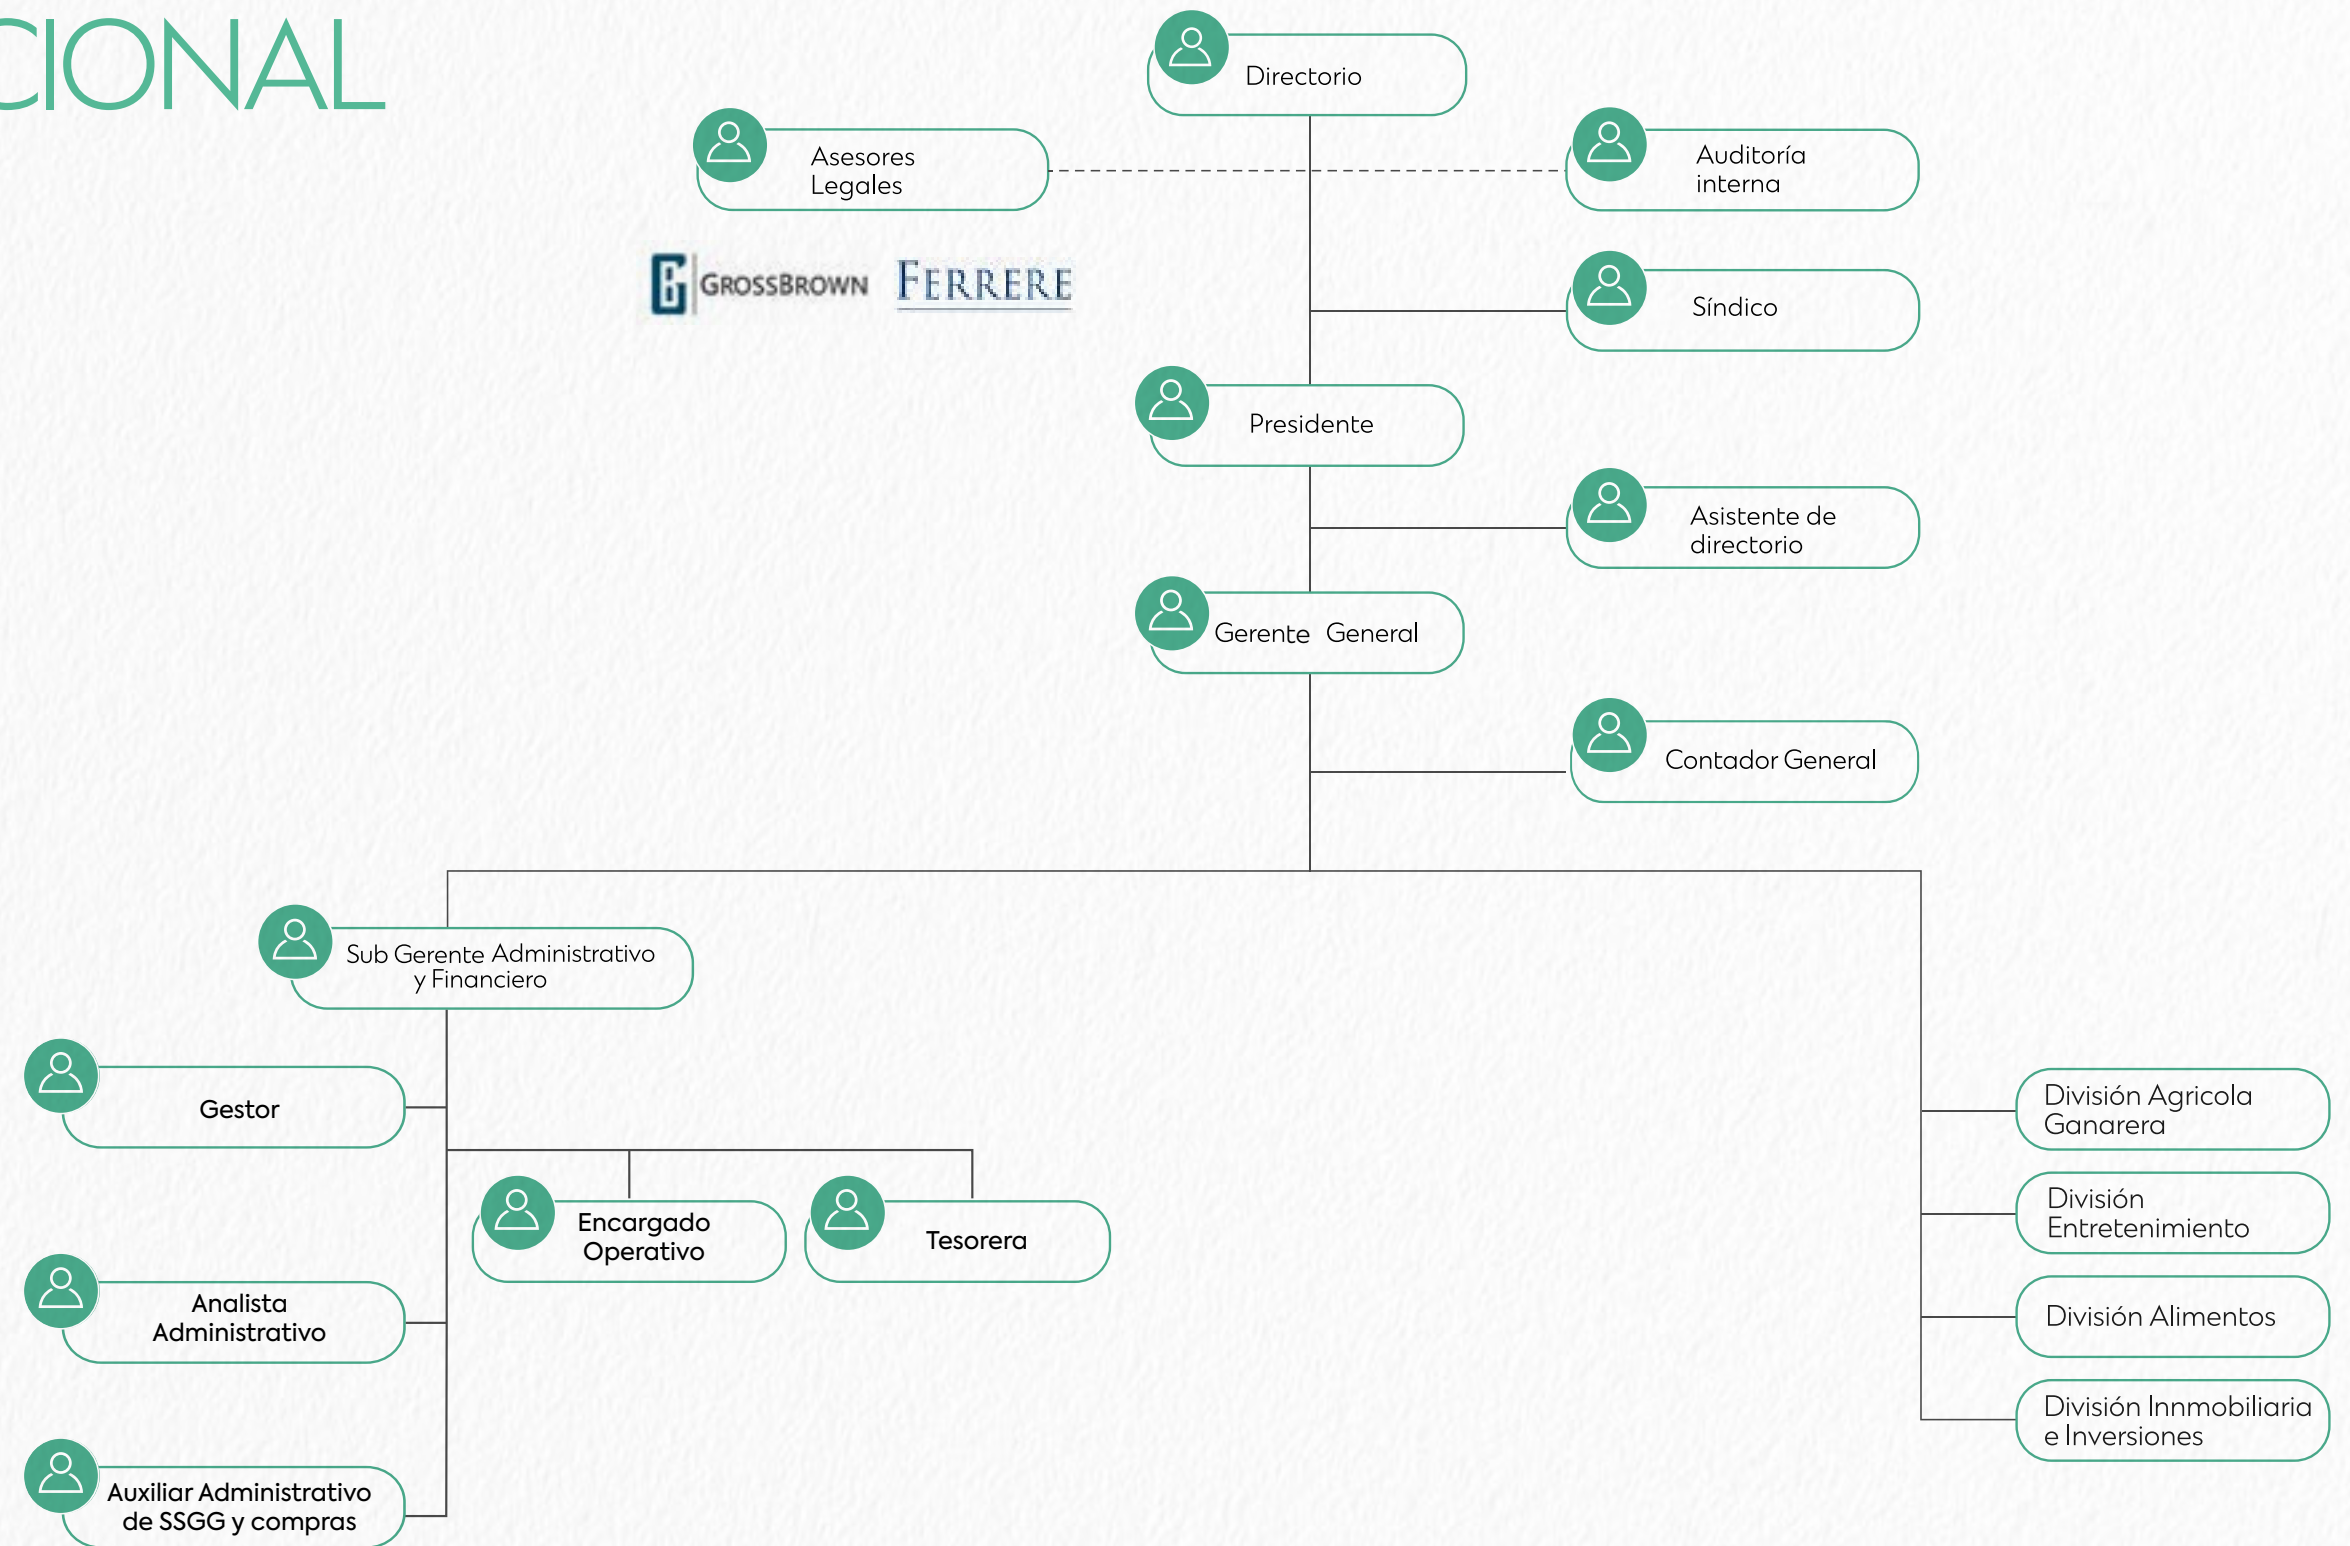 CIONAL
Directorio
Asesores
Legales
Auditoría
interna
GROSSBROWN
FERRERE
Síndico
Presidente
Asistente de
directorio
Gerente General
Contador General
Sub Gerente Administrativo
y Financiero
Gestor
Encargado
Operativo
Tesorera
Analista
Administrativo
Auxiliar Administrativo
de SSGG y compras
División Agricola
Ganarera
División
Entretenimiento
División Alimentos
División Innmobiliaria
e Inversiones